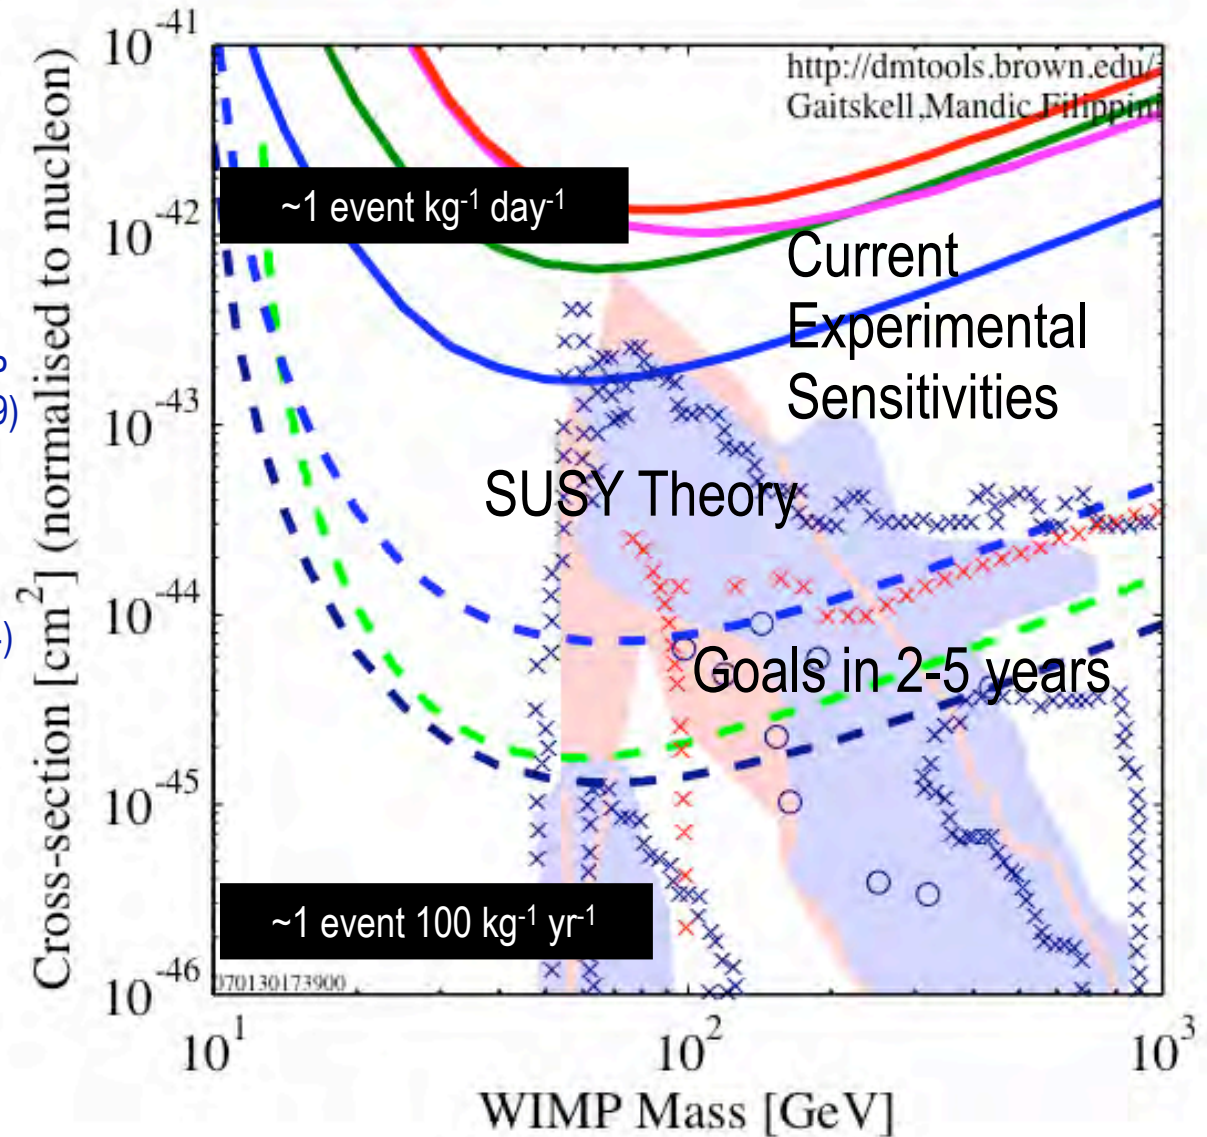 10⁻⁴¹
http://dmtools.brown.edu/
Gaitskell,Mandic,Filippini
~1 event kg⁻¹ day⁻¹
10⁻⁴²
Current
Experimental
Sensitivities
9)
10⁻⁴³
SUSY Theory
10⁻⁴⁴
Goals in 2-5 years
10⁻⁴⁵
~1 event 100 kg⁻¹ yr⁻¹
10⁻⁴⁶
070130173900
10¹
10²
10³
WIMP Mass [GeV]
Cross-section [cm²] (normalised to nucleon)